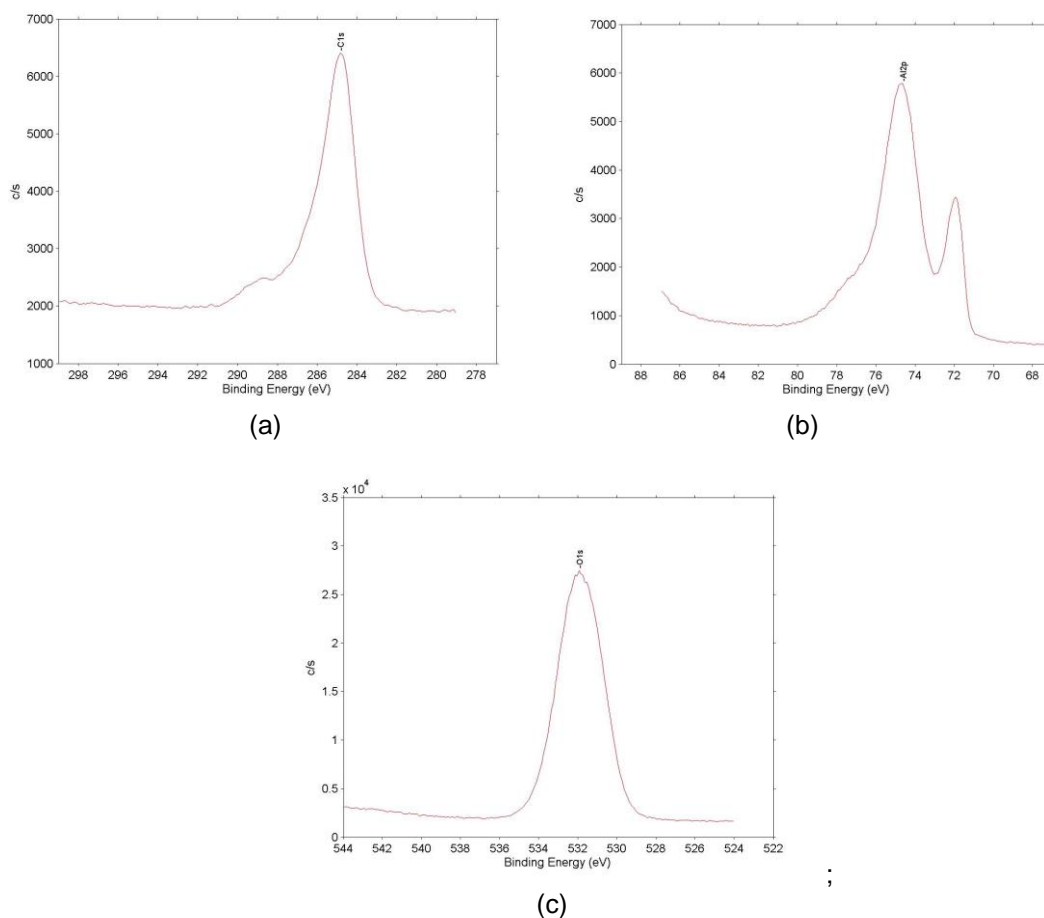 7000
6000
5000
4000
3000
2000
1000
c/s
-C1s
298 296 294 292 290 288 286 284 282 280 278
Binding Energy (eV)
(a)
7000
6000
5000
4000
3000
2000
1000
0
c/s
-Al2p
88 86 84 82 80 78 76 74 72 70 68
Binding Energy (eV)
(b)
3.5 x 10^4
3
2.5
2
1.5
1
0.5
0
c/s
-O1s
544 542 540 538 536 534 532 530 528 526 524 522
Binding Energy (eV)
;
(c)